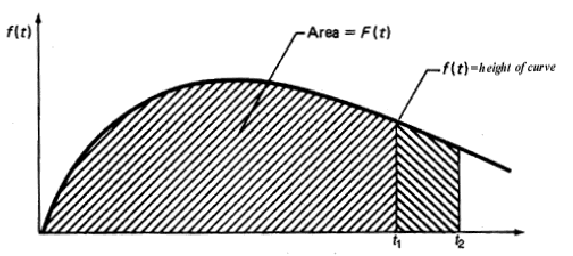 f(t)
Area = F(t)
f(t)=height of curve
t1
t2